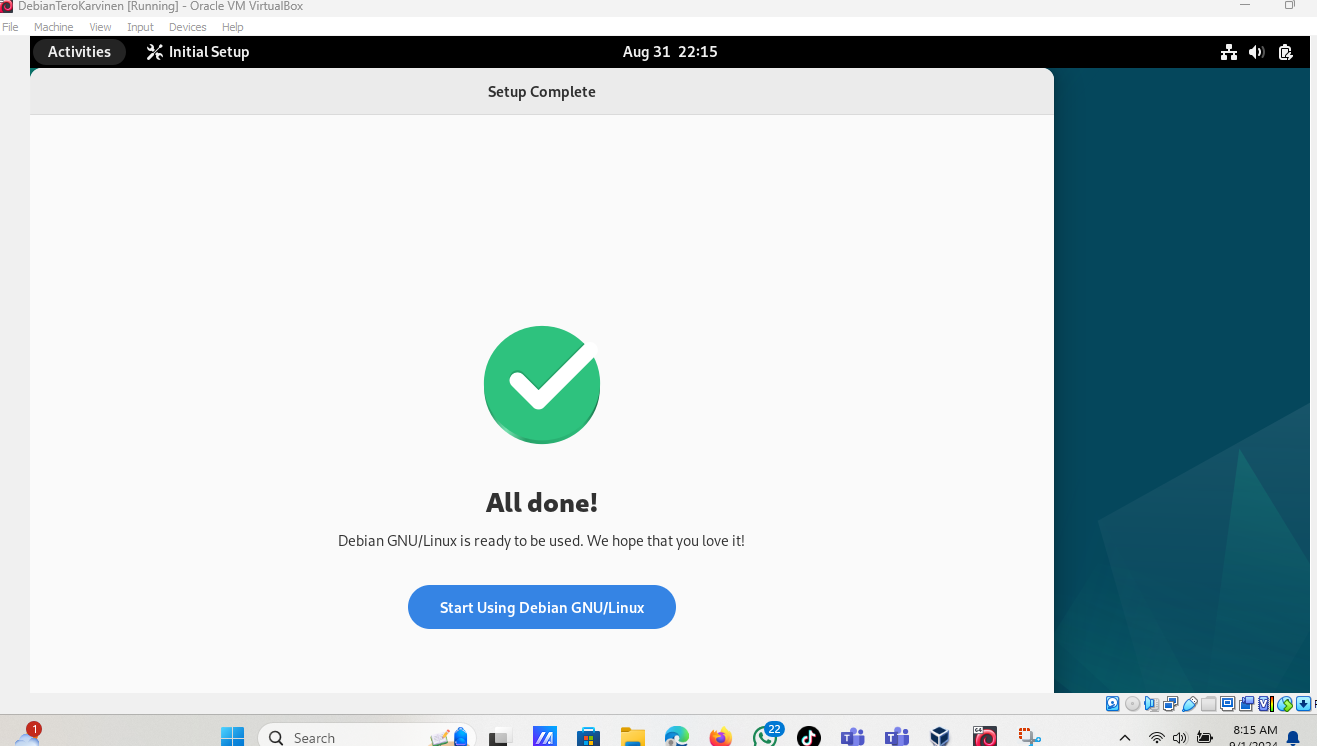 DebianTeroKarvinen [Running] - Oracle VM VirtualBox
File Machine View Input Devices Help
Activities Initial Setup Aug 31 22:15
Setup Complete
All done!
Debian GNU/Linux is ready to be used. We hope that you love it!
Start Using Debian GNU/Linux
1
Search
22
64
8:15 AM
9/1/2024